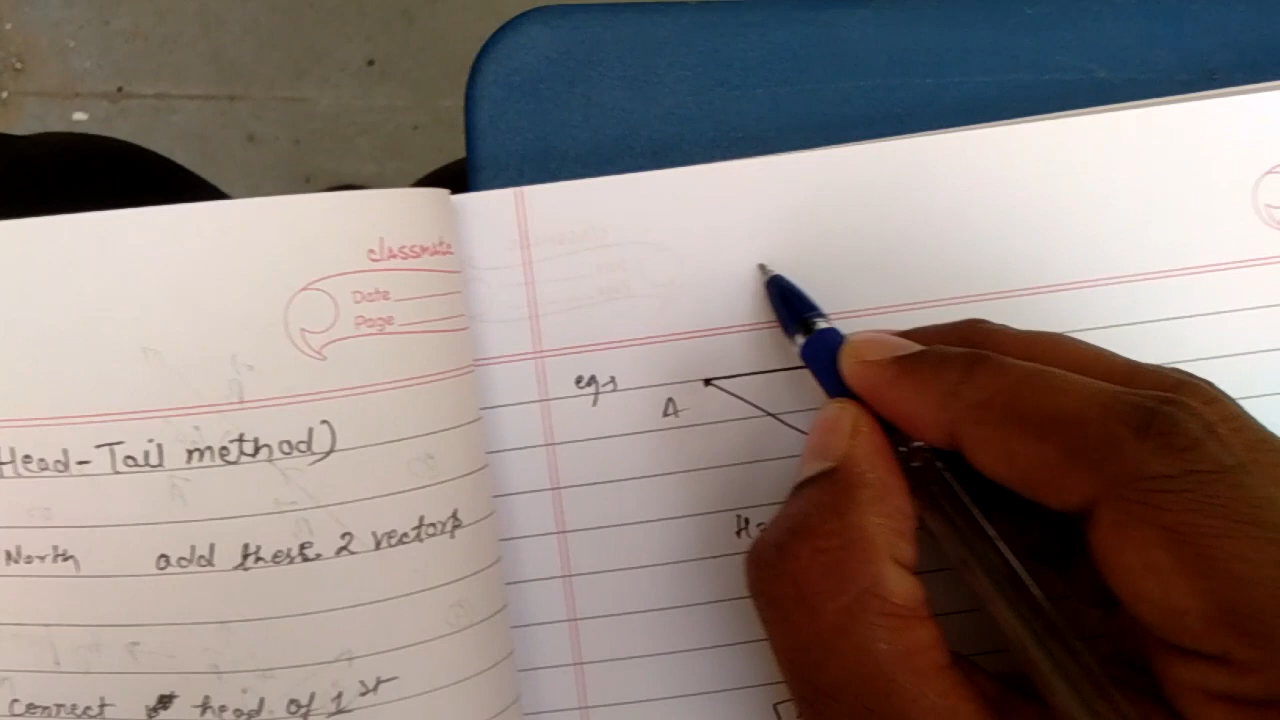 classmate
Date
Page
Head-Tail method)
North add these 2 vectors
connect head of 1st
eg→
A
H=